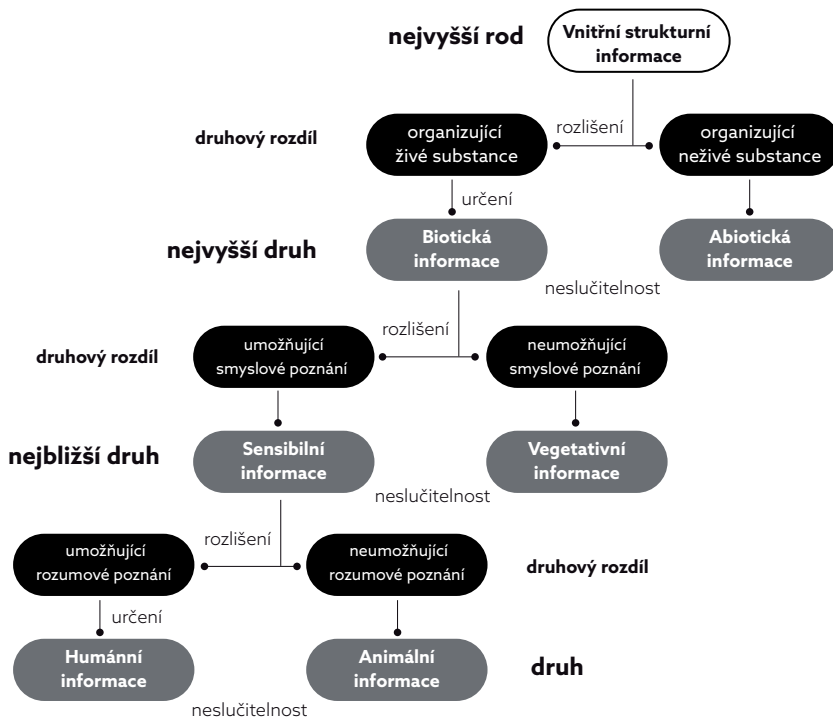 nejvyšší rod
Vnitřní strukturní
informace
druhový rozdíl
organizující
živé substance
rozlišení
organizující
neživé substance
určení
nejvyšší druh
Biotická
informace
Abiotická
informace
neslučitelnost
druhový rozdíl
umožňující
smyslové poznání
rozlišení
neumožňující
smyslové poznání
nejbližší druh
Sensibilní
informace
Vegetativní
informace
neslučitelnost
umožňující
rozumové poznání
rozlišení
neumožňující
rozumové poznání
druhový rozdíl
určení
Humánní
informace
Animální
informace
druh
neslučitelnost